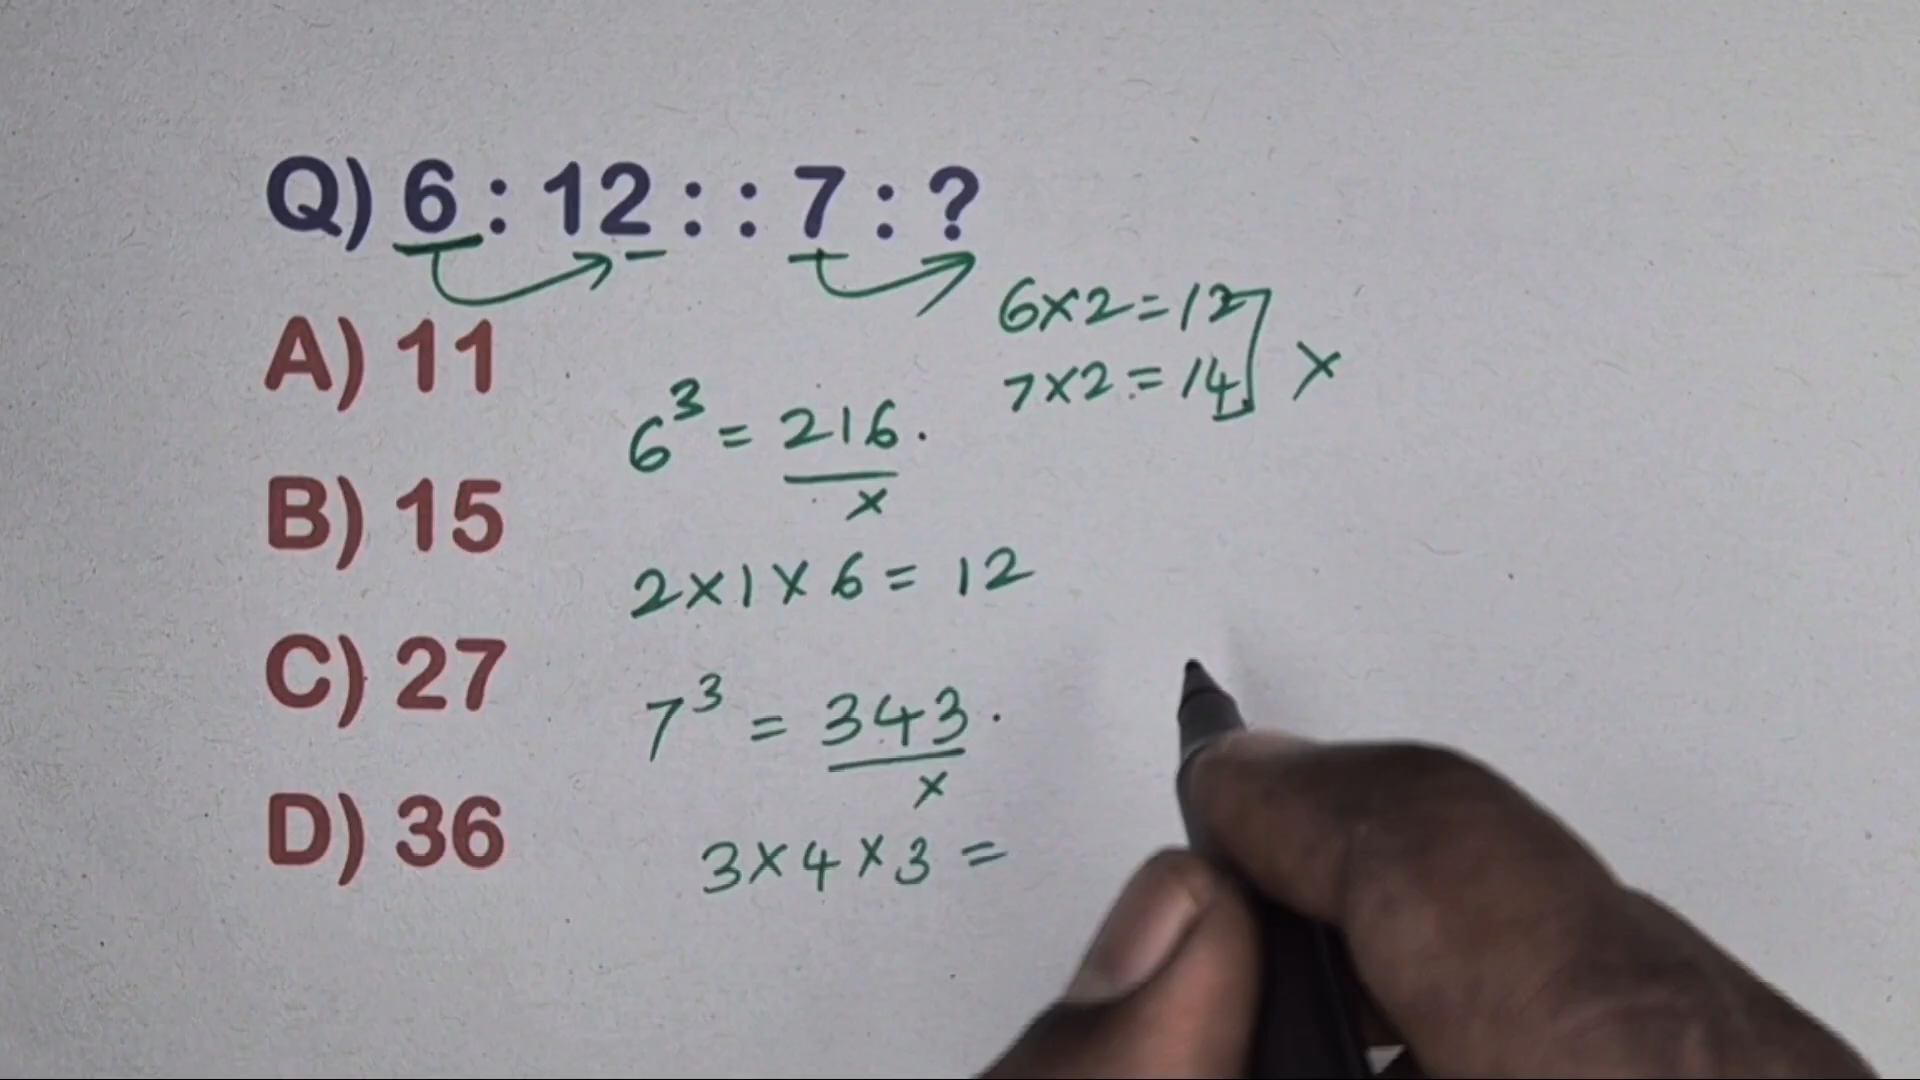 Q) 6 : 12 : : 7 : ?
6×2=12
7×2=14 ×
A) 11
6³ = 216.
×
B) 15
2×1×6 = 12
C) 27
7³ = 343.
×
D) 36
3×4×3 =